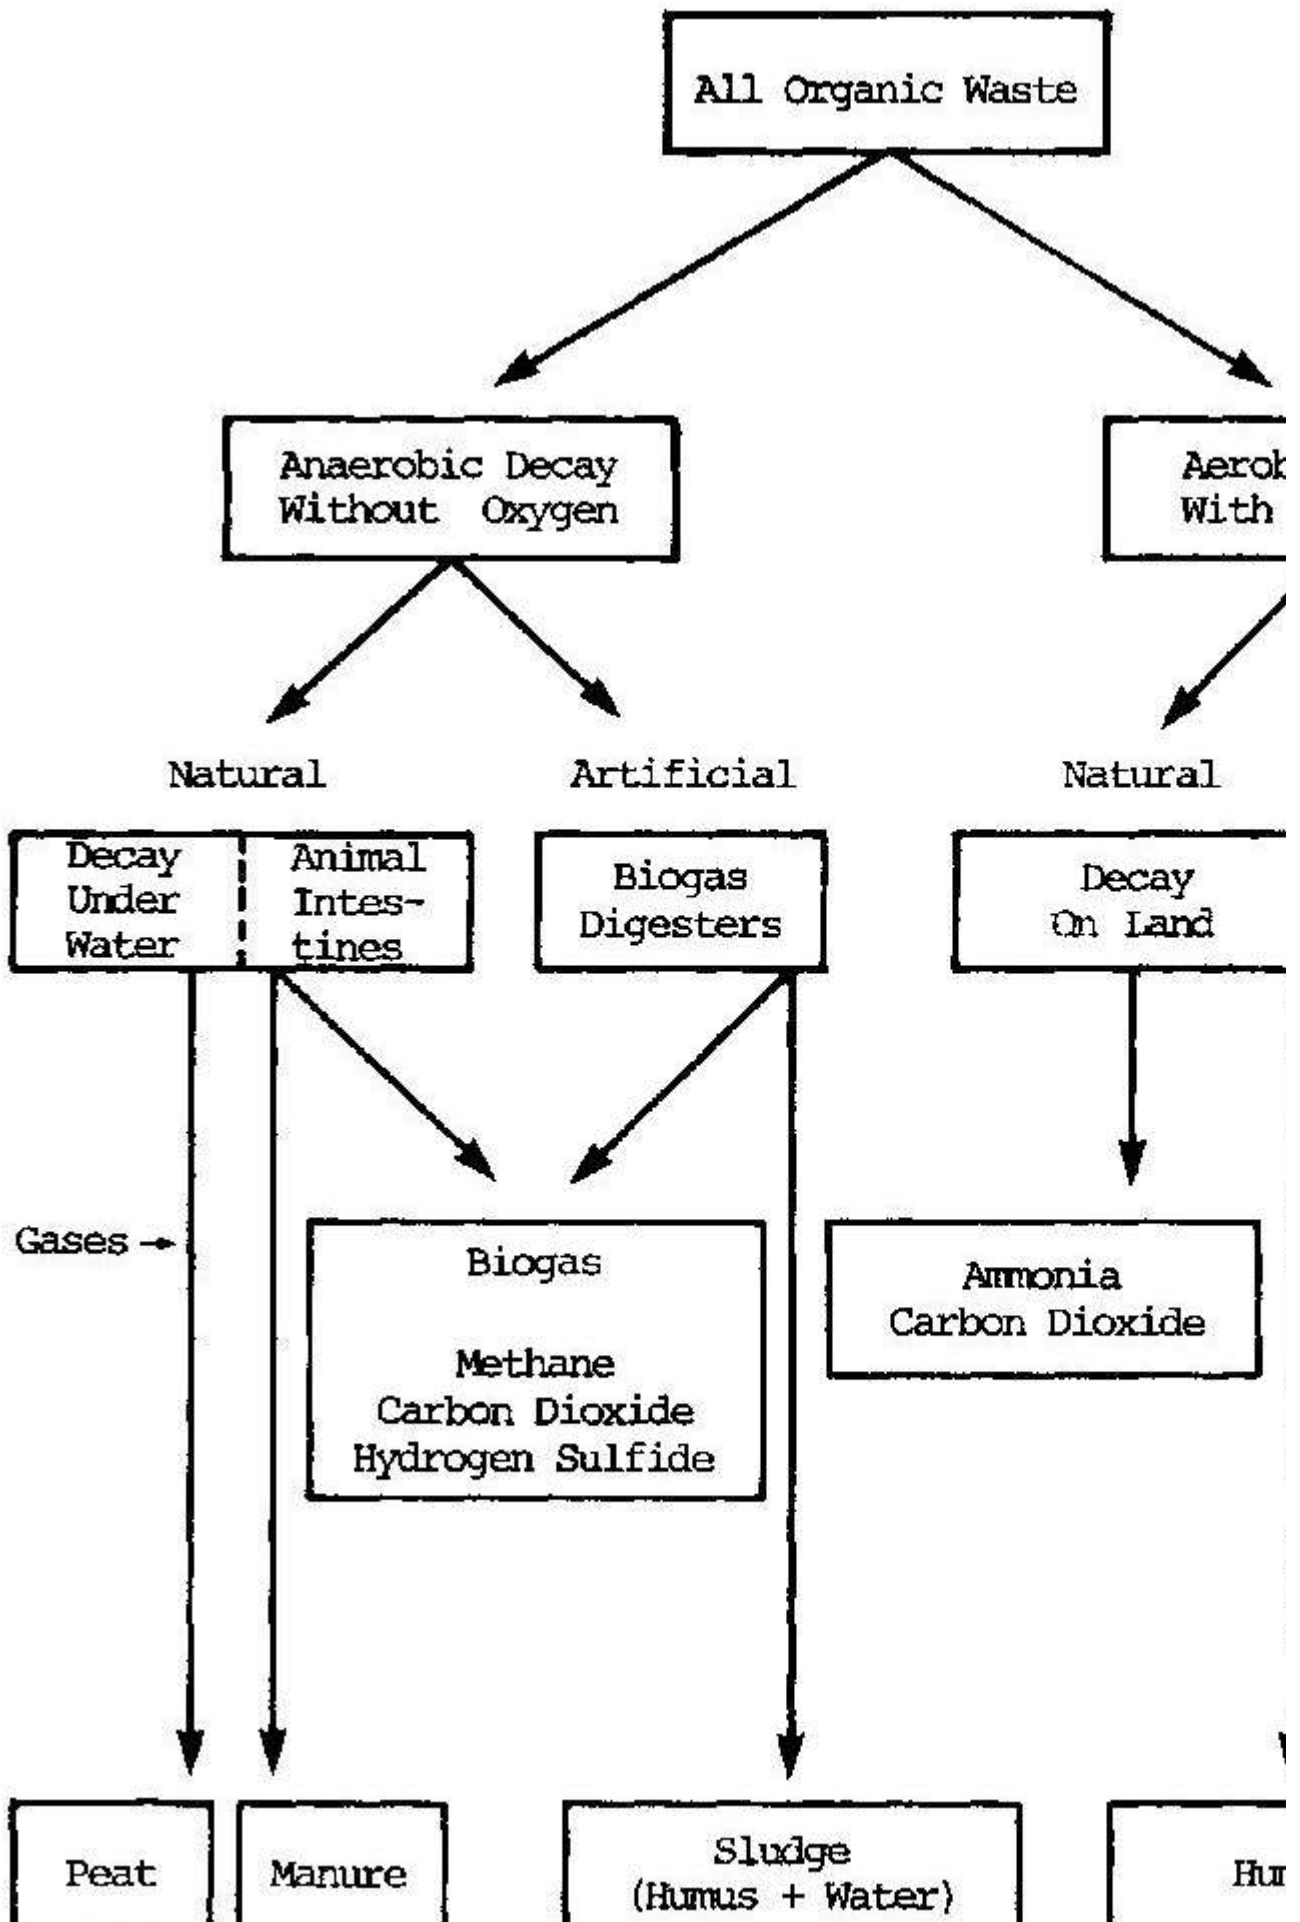 All Organic Waste
Anaerobic Decay
Without Oxygen
With
Natural
Artificial
Natural
Decay
Under
Water
Animal
Intes-
tines
Biogas
Digesters
Decay
On Land
Gases →
Biogas
Methane
Carbon Dioxide
Hydrogen Sulfide
Ammonia
Carbon Dioxide
Peat
Manure
Sludge
(Humus + Water)